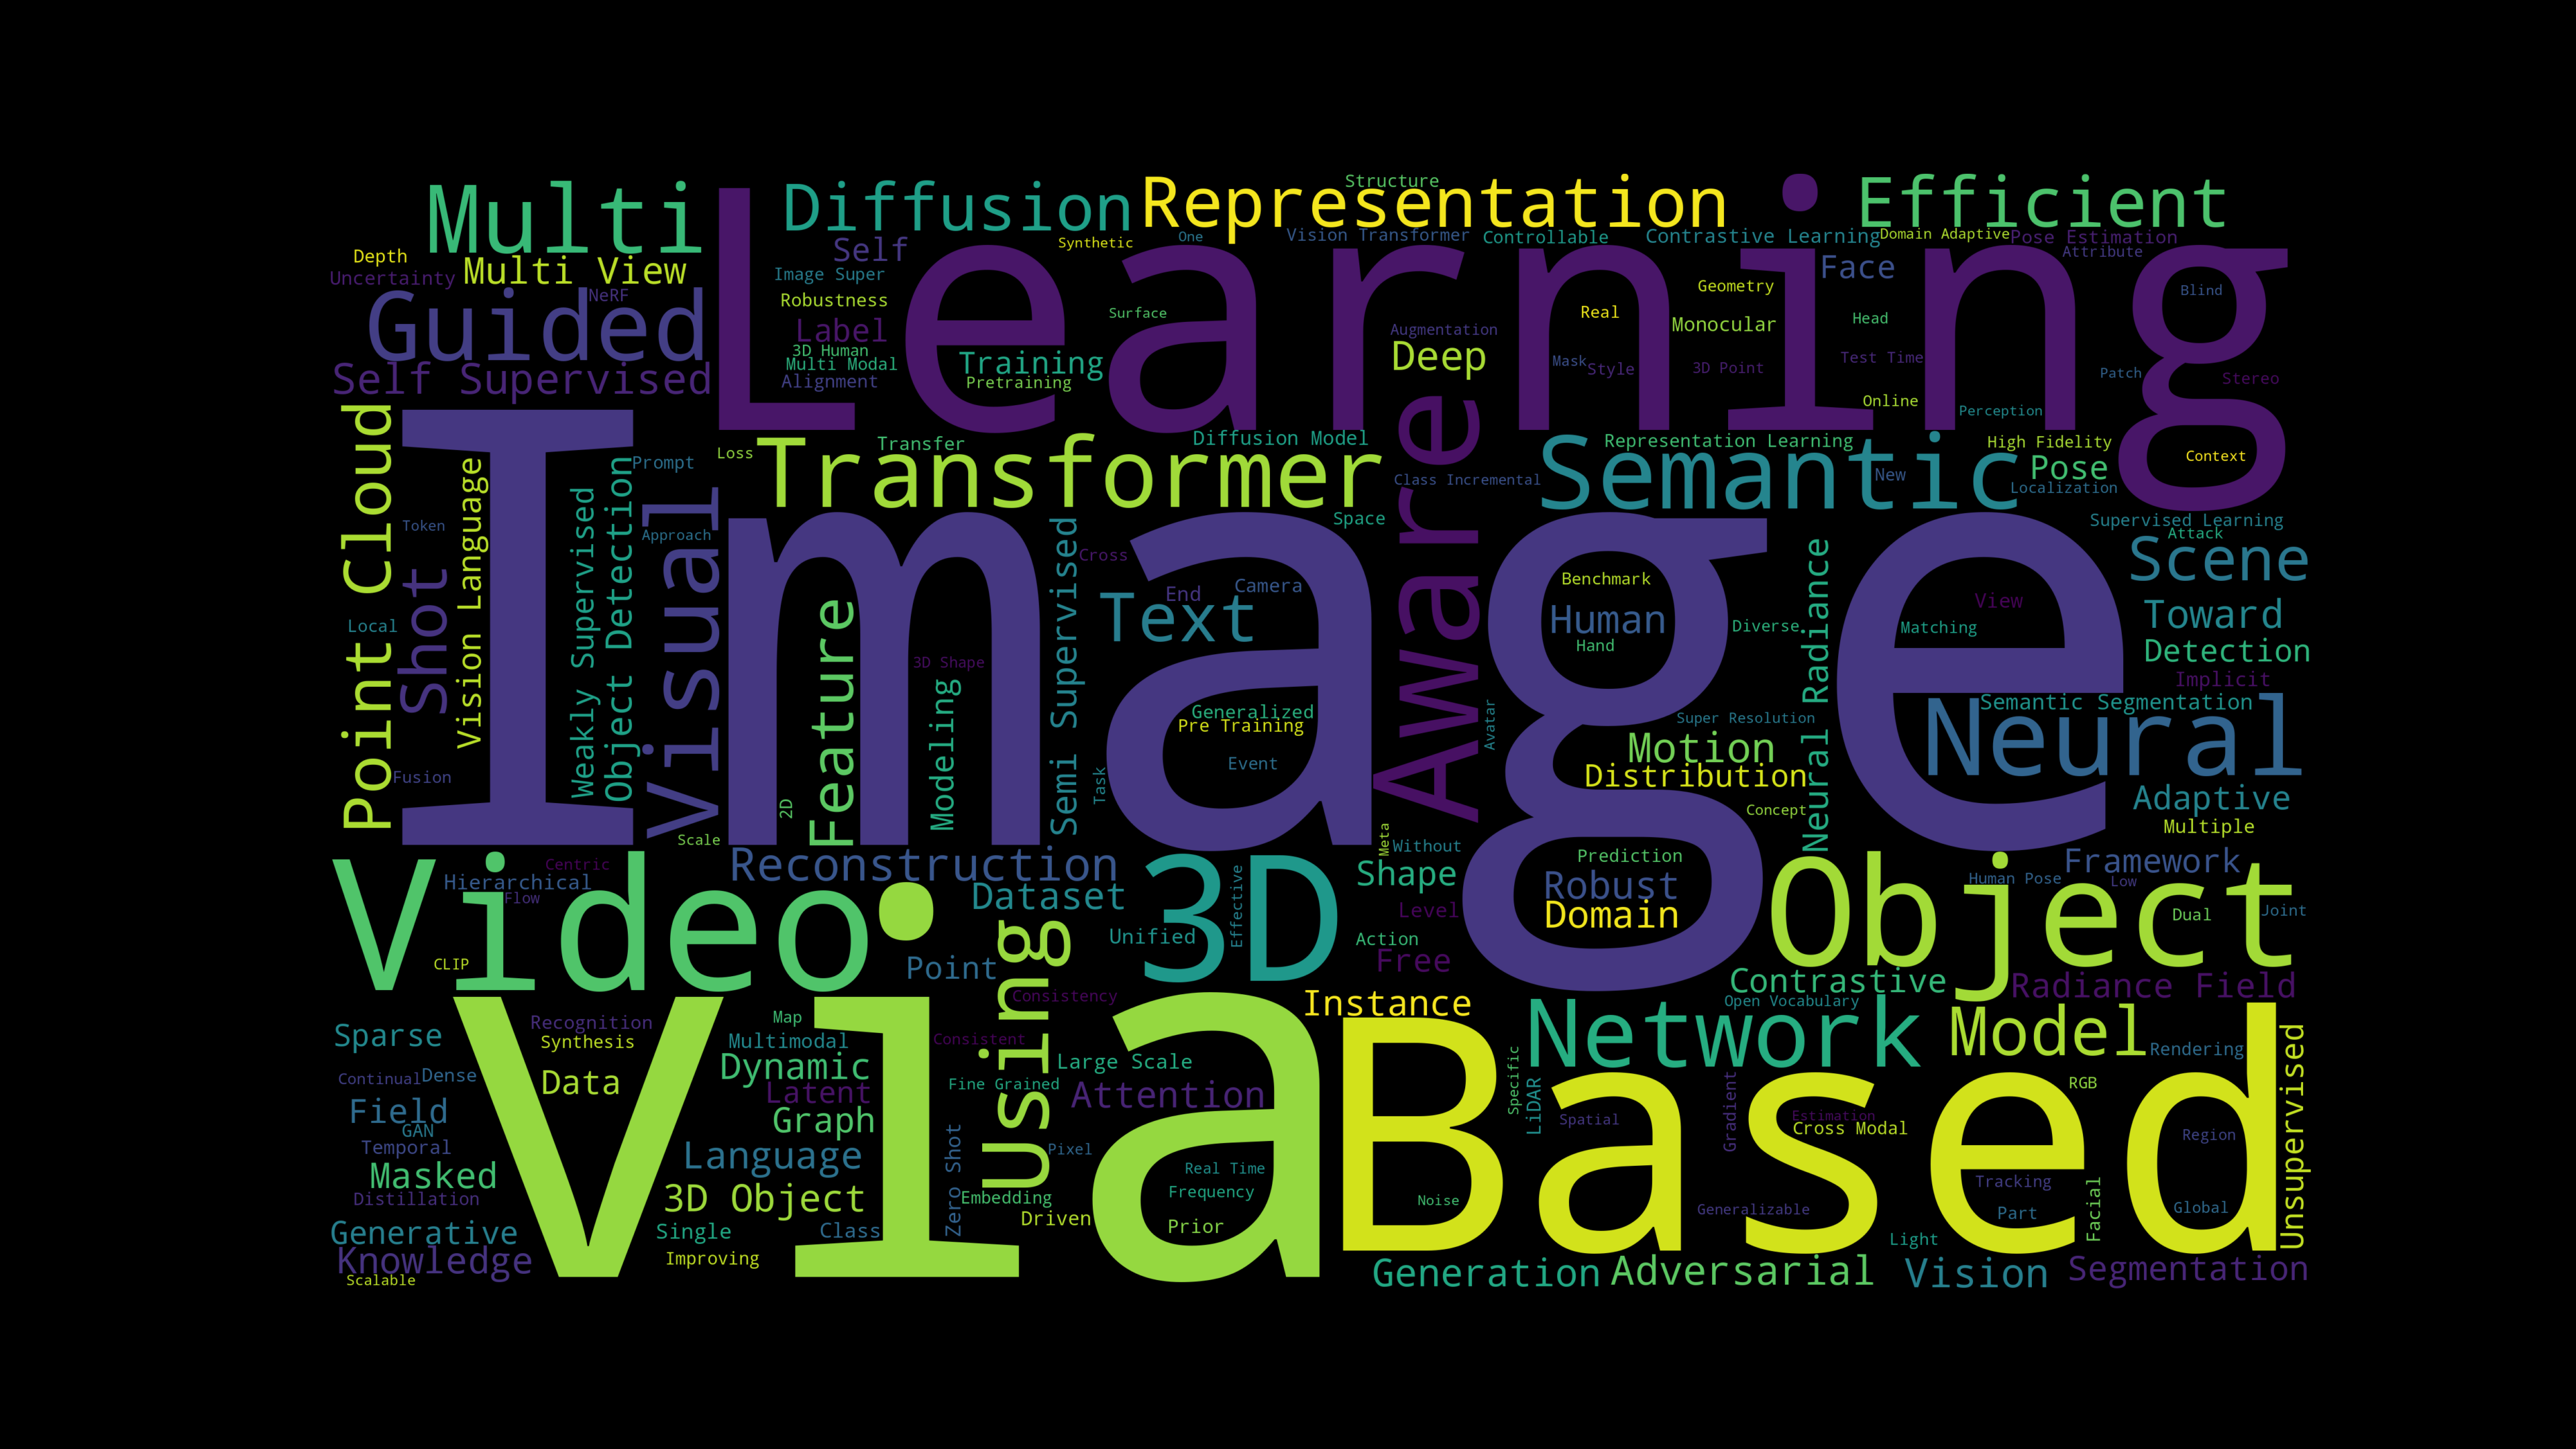 Multi
Diffusion
Representation
Structure
Efficient
Learning
Depth
Uncertainty
Multi View
Self
Synthetic
One
Vision Transformer
Controllable
Contrastive Learning
Domain Adaptive
Pose Estimation
Attribute
Guided
NeRF
Image Super
Robustness
Label
3D Human
Multi Modal
Alignment
Surface
Training
Pretraining
Augmentation
Deep
Real
Mask
Style
Geometry
Monocular
3D Point
Face
Head
Test Time
Online
Perception
Blind
Patch
Stereo
Self Supervised
Point Cloud
Image
Prompt
Loss
Transformer
Transfer
Diffusion Model
Aware
Class Incremental
Semantic
Representation Learning
New
High Fidelity
Pose
Localization
Context
Token
Shot
Vision Language
Weakly Supervised
Object Detection
Visual
Approach
Local
Fusion
Feature
2D
3D Shape
Modeling
Semi Supervised
Space
Cross
End
Camera
Text
Generalized
Pre Training
Event
Task
Benchmark
Human
Hand
Diverse
Avatar
Super Resolution
Motion
Distribution
Concept
Neural Radiance
View
Matching
Supervised Learning
Attack
Scene
Toward
Detection
Implicit
Semantic Segmentation
Neural
Adaptive
Multiple
Scale
Centric
Hierarchical
Flow
Video
CLIP
Reconstruction
Dataset
Unified
Effective
3D
Meta
Without
Shape
Level
Action
Free
Prediction
Robust
Domain
Framework
Human Pose
Low
Object
Dual
Joint
Point
Using
Consistency
Contrastive
Radiance Field
Via
Sparse
Recognition
Synthesis
Map
Multimodal
Consistent
Instance
Open Vocabulary
Network
Model
Rendering
Continual
Dense
Data
Dynamic
Latent
Large Scale
Fine Grained
Attention
Based
Specific
LiDAR
Spatial
Gradient
Estimation
Cross Modal
RGB
Unsupervised
Field
GAN
Temporal
Graph
Masked
Distillation
Language
Zero Shot
Pixel
Real Time
Frequency
Embedding
Driven
Prior
Noise
Generalizable
Tracking
Part
Facial
Region
Global
3D Object
Generative
Single
Class
Light
Knowledge
Improving
Scalable
Generation
Adversarial
Vision
Segmentation